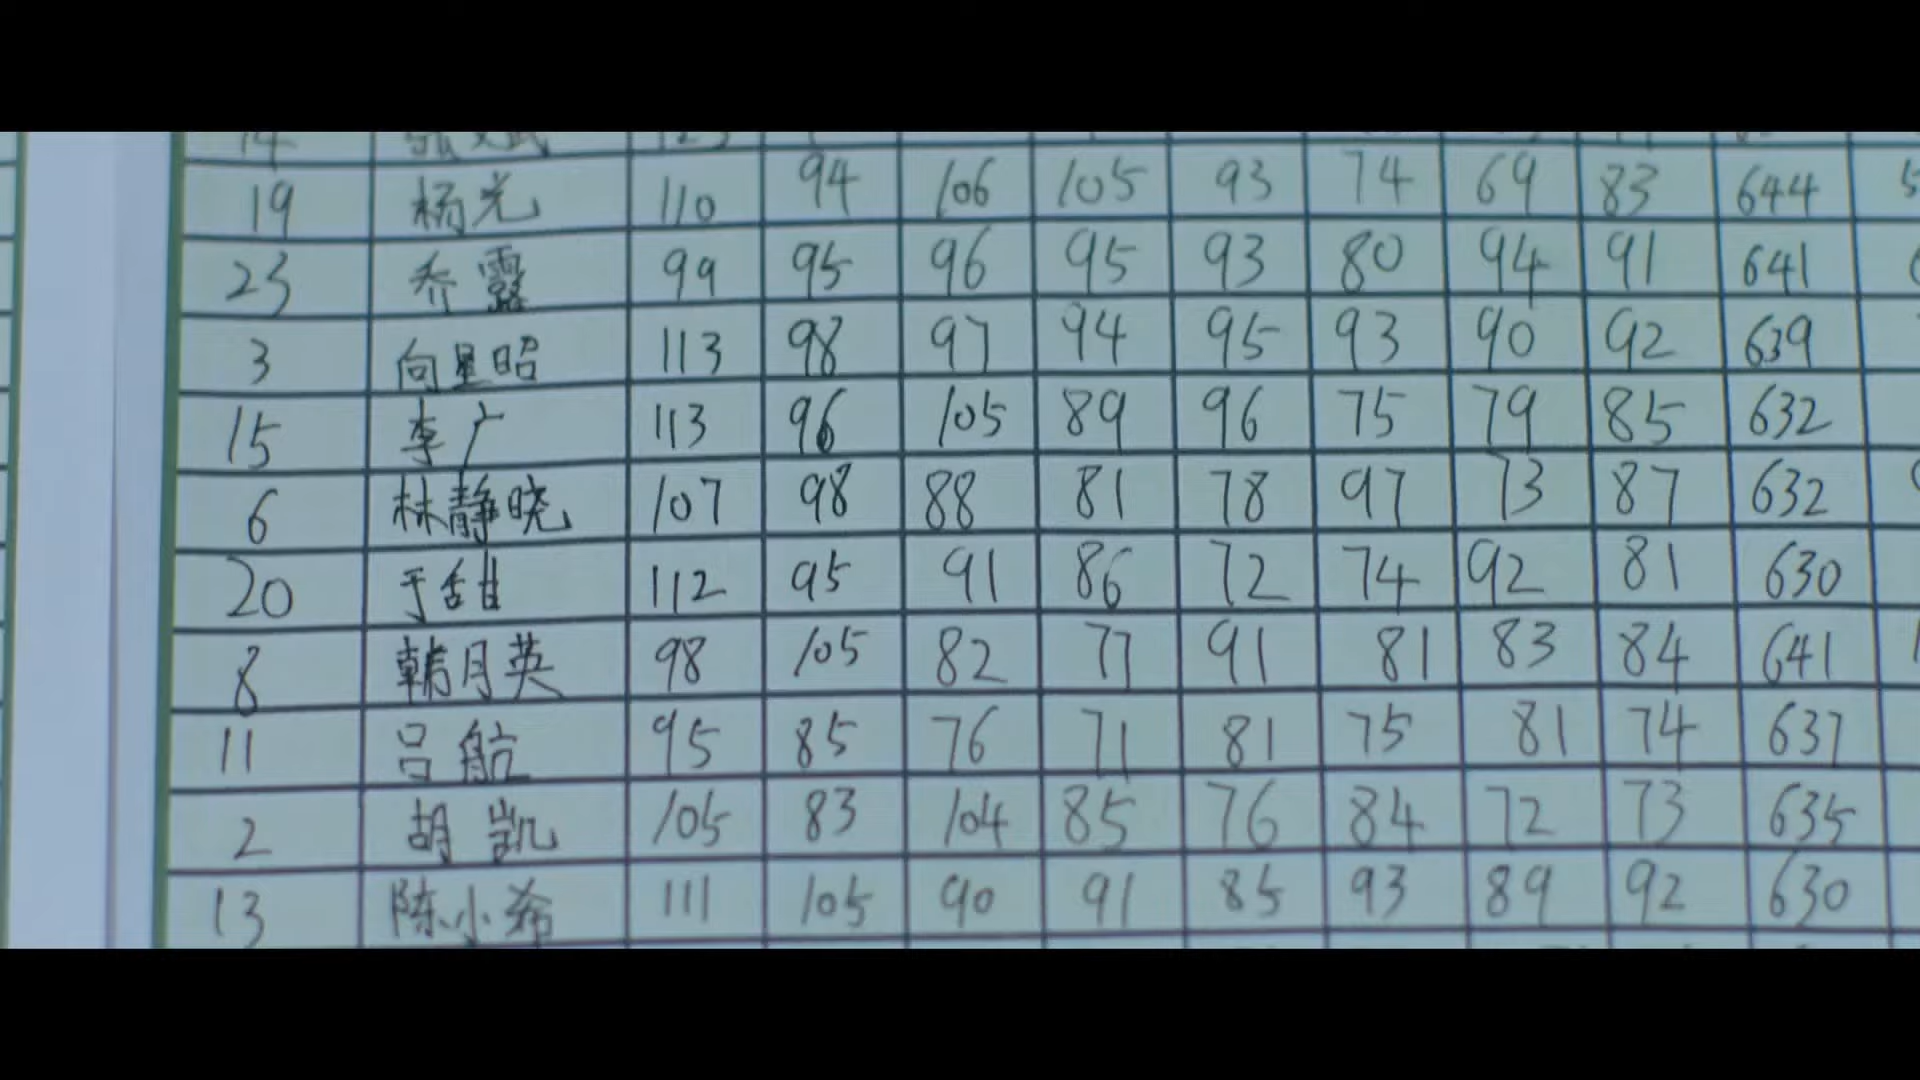 19 杨光 110 94 106 105 93 74 69 83 644
23 乔露 99 95 96 95 93 80 94 91 641
3 向星昭 113 98 97 94 95 93 90 92 639
15 李广 113 96 105 89 96 75 79 85 632
6 林静晓 107 98 88 81 78 97 73 87 632
20 于甜 112 95 91 86 72 74 92 81 630
8 韩月英 98 105 82 77 91 81 83 84 641
11 吕航 95 85 76 71 81 75 81 74 637
2 胡凯 105 83 104 85 76 84 72 73 635
13 陈小希 111 105 90 91 85 93 89 92 630